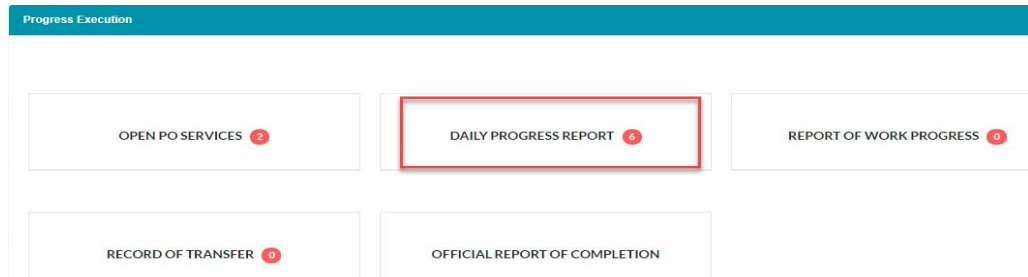 Progress Execution
OPEN PO SERVICES 2
DAILY PROGRESS REPORT 6
REPORT OF WORK PROGRESS 0
RECORD OF TRANSFER 0
OFFICIAL REPORT OF COMPLETION